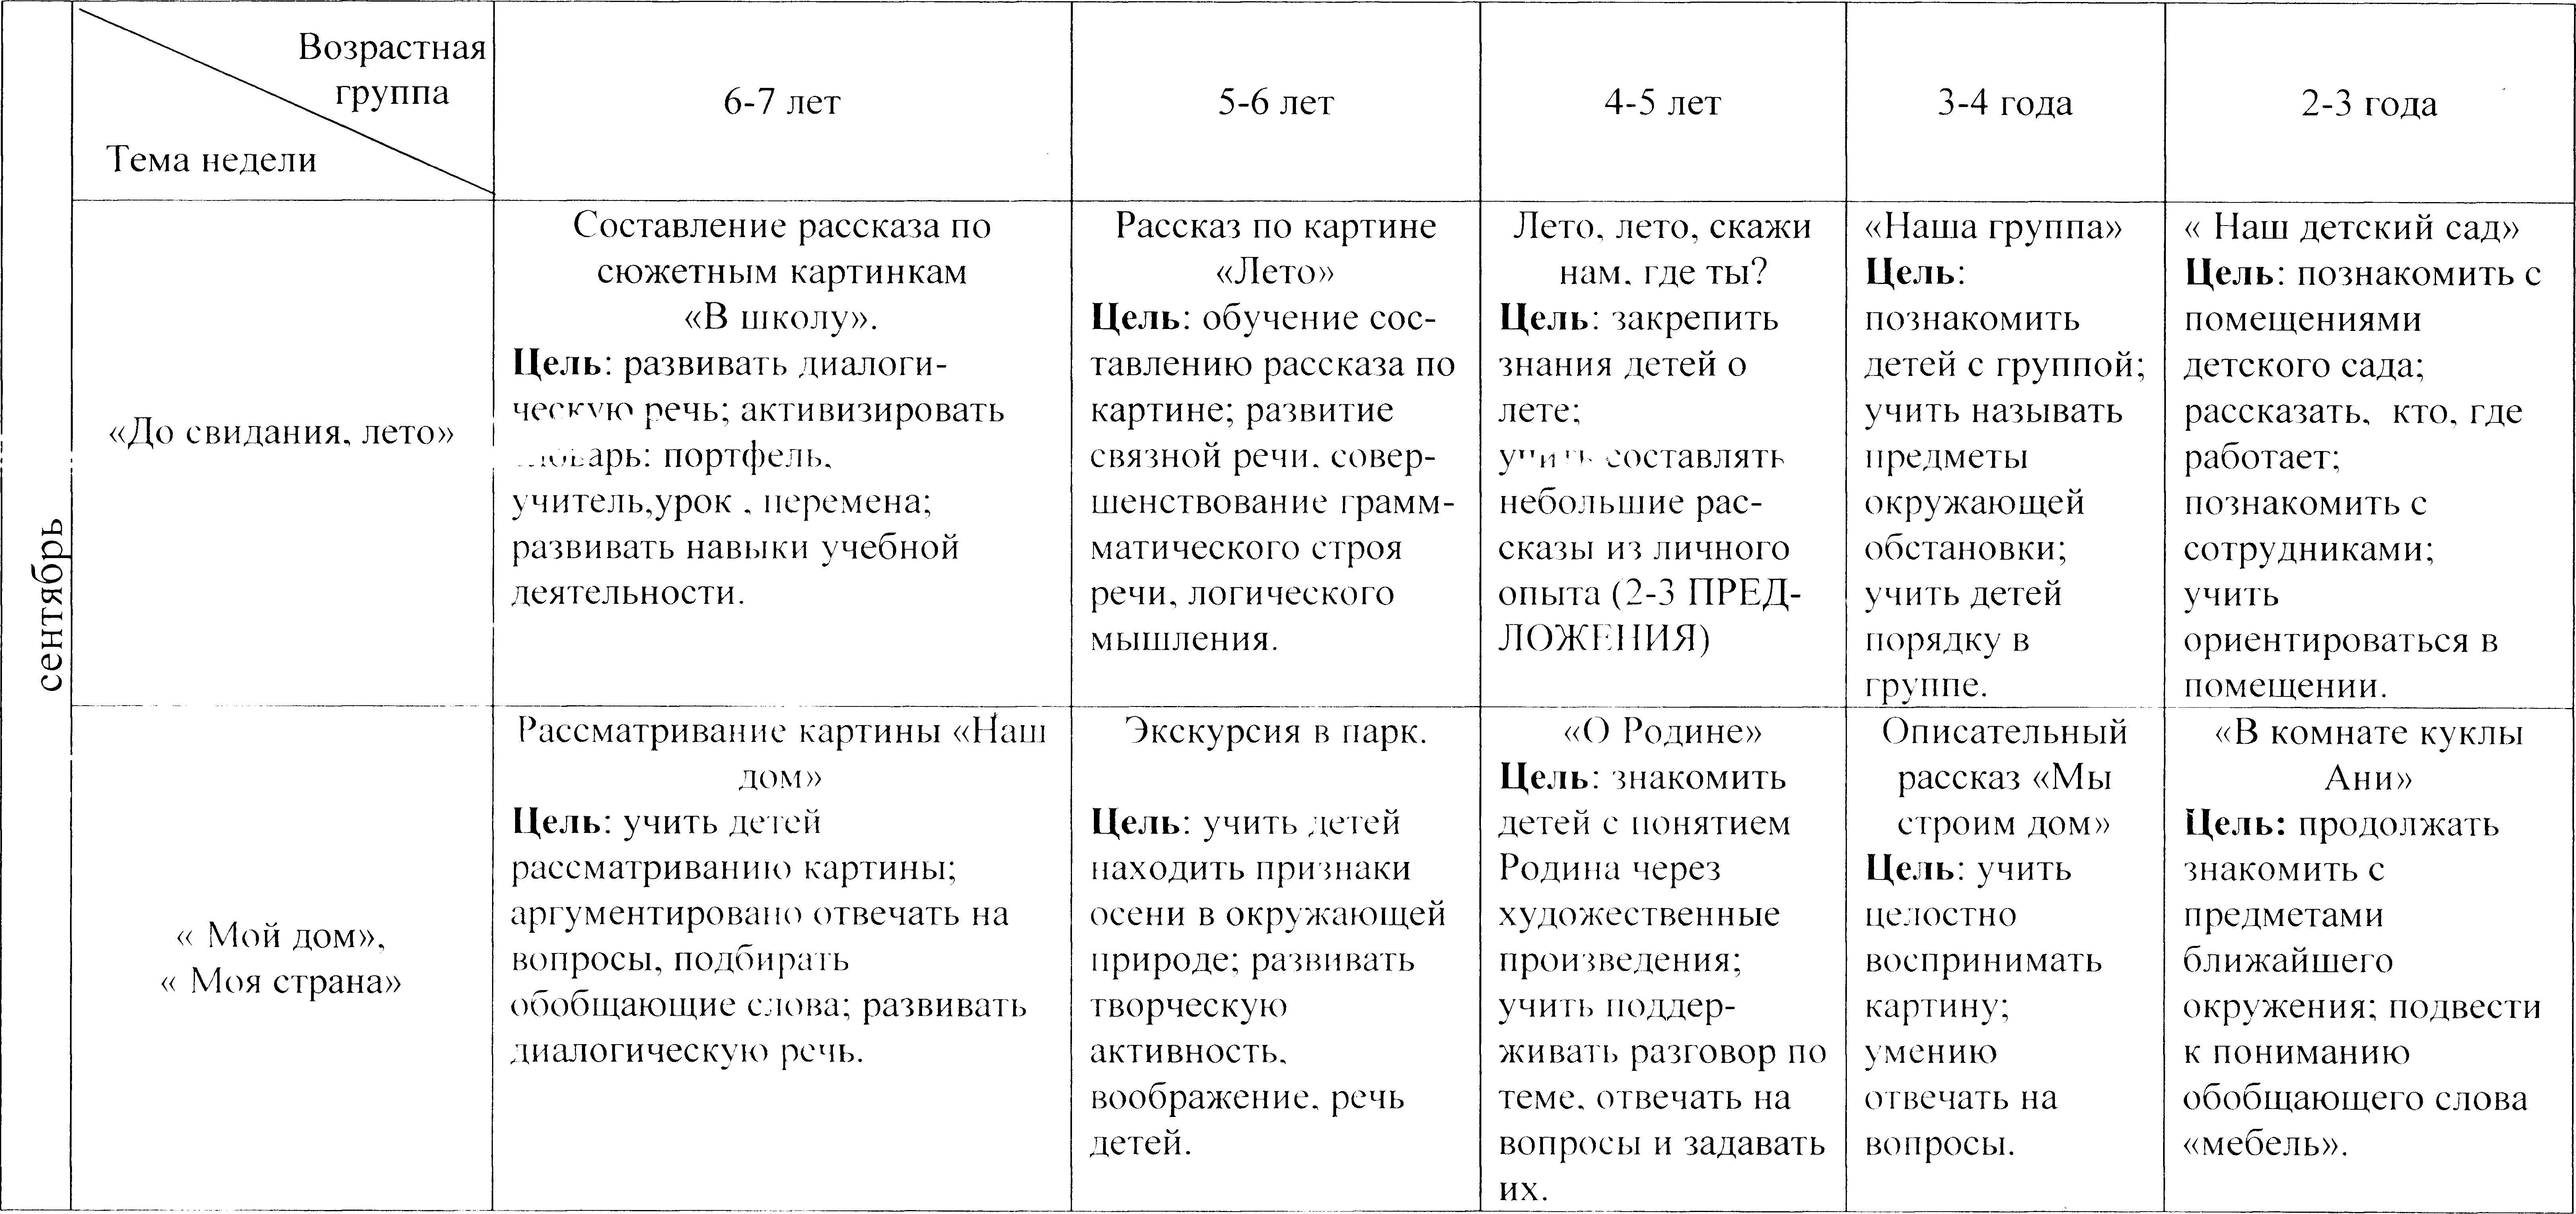 Возрастная
группа
Тема недели
6-7 лет
5-6 лет
4-5 лет
3-4 года
2-3 года
сентябрь
«До свидания, лето»
Составление рассказа по
сюжетным картинкам
«В школу».
Цель: развивать диалоги-
ческую речь; активизировать
словарь: портфель,
учитель,урок , перемена;
развивать навыки учебной
деятельности.
Рассказ по картине
«Лето»
Цель: обучение сос-
тавлению рассказа по
картине; развитие
связной речи, совер-
шенствование грамм-
матического строя
речи, логического
мышления.
Лето, лето, скажи
нам, где ты?
Цель: закрепить
знания детей о
лете;
учить составлять
небольшие рас-
сказы из личного
опыта (2-3 ПРЕД-
ЛОЖЕНИЯ)
«Наша группа»
Цель:
познакомить
детей с группой;
учить называть
предметы
окружающей
обстановки;
учить детей
порядку в
группе.
« Наш детский сад»
Цель: познакомить с
помещениями
детского сада;
рассказать, кто, где
работает;
познакомить с
сотрудниками;
учить
ориентироваться в
помещении.
« Мой дом»,
« Моя страна»
Рассматривание картины «Наш
дом»
Цель: учить детей
рассматриванию картины;
аргументировано отвечать на
вопросы, подбирать
обобщающие слова; развивать
диалогическую речь.
Экскурсия в парк.
Цель: учить детей
находить признаки
осени в окружающей
природе; развивать
творческую
активность,
воображение, речь
детей.
«О Родине»
Цель: знакомить
детей с понятием
Родина через
художественные
произведения;
учить поддер-
живать разговор по
теме, отвечать на
вопросы и задавать
их.
Описательный
рассказ «Мы
строим дом»
Цель: учить
целостно
воспринимать
картину;
умению
отвечать на
вопросы.
«В комнате куклы
Ани»
Цель: продолжать
знакомить с
предметами
ближайшего
окружения; подвести
к пониманию
обобщающего слова
«мебель».